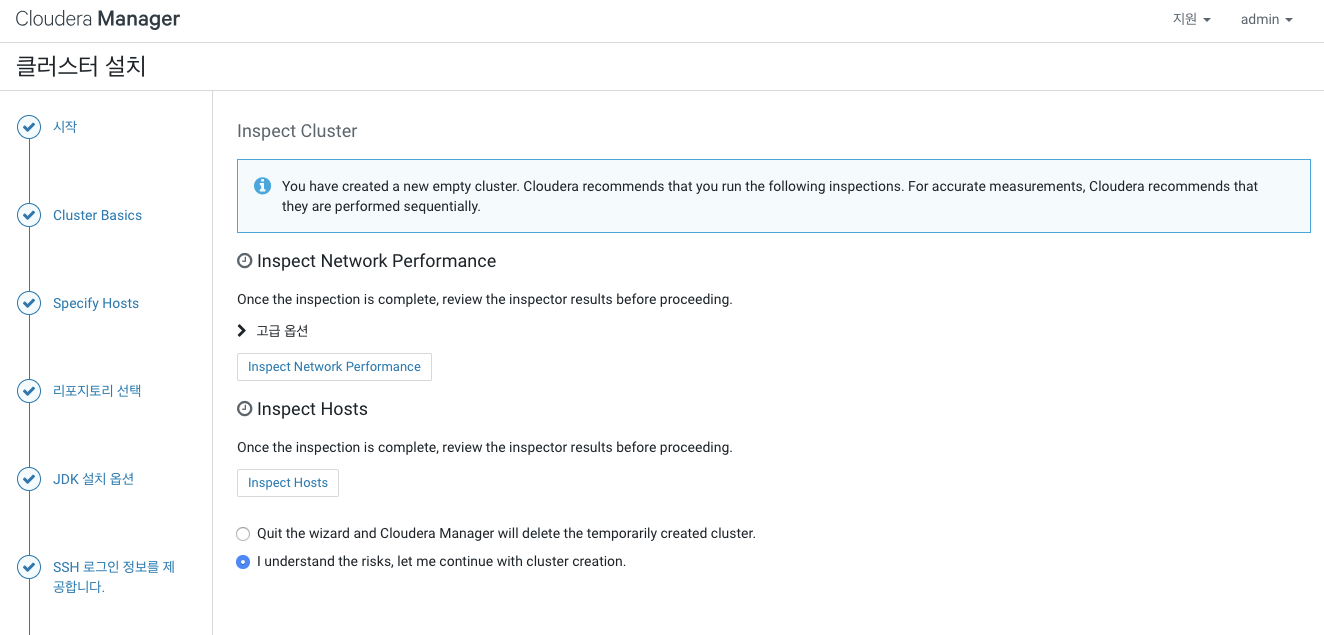 Cloudera Manager
지원
admin
클러스터 설치
시작
Cluster Basics
Specify Hosts
리포지토리 선택
JDK 설치 옵션
SSH 로그인 정보를 제
공합니다.
Inspect Cluster
You have created a new empty cluster. Cloudera recommends that you run the following inspections. For accurate measurements, Cloudera recommends that
they are performed sequentially.
Inspect Network Performance
Once the inspection is complete, review the inspector results before proceeding.
고급 옵션
Inspect Network Performance
Inspect Hosts
Once the inspection is complete, review the inspector results before proceeding.
Inspect Hosts
Quit the wizard and Cloudera Manager will delete the temporarily created cluster.
I understand the risks, let me continue with cluster creation.